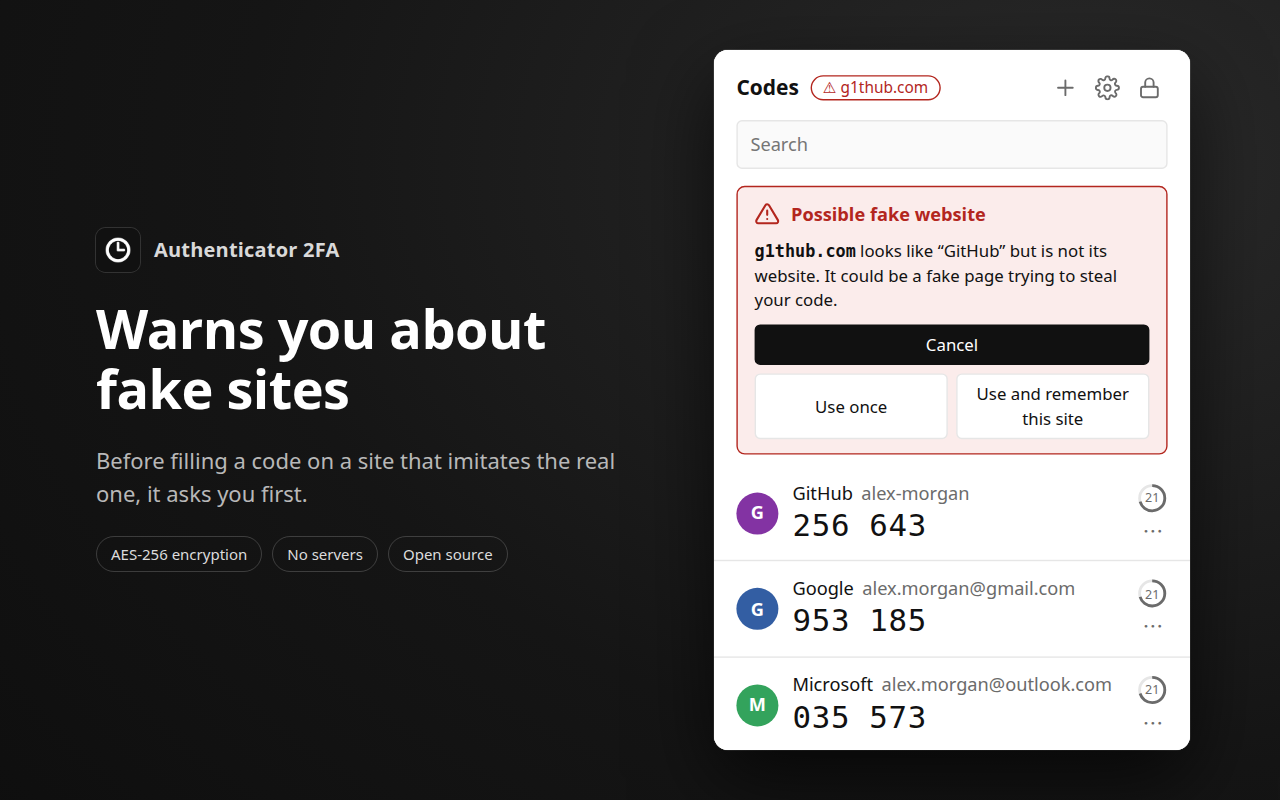 Authenticator 2FA
Warns you about
fake sites
Before filling a code on a site that imitates the real
one, it asks you first.
AES-256 encryption
No servers
Open source
Codes
⚠ g1thub.com
Search
Possible fake website
g1thub.com looks like “GitHub” but is not its
website. It could be a fake page trying to steal
your code.
Cancel
Use once
Use and remember
this site
G
GitHub alex-morgan
256 643
21
G
Google alex.morgan@gmail.com
953 185
21
M
Microsoft alex.morgan@outlook.com
035 573
21